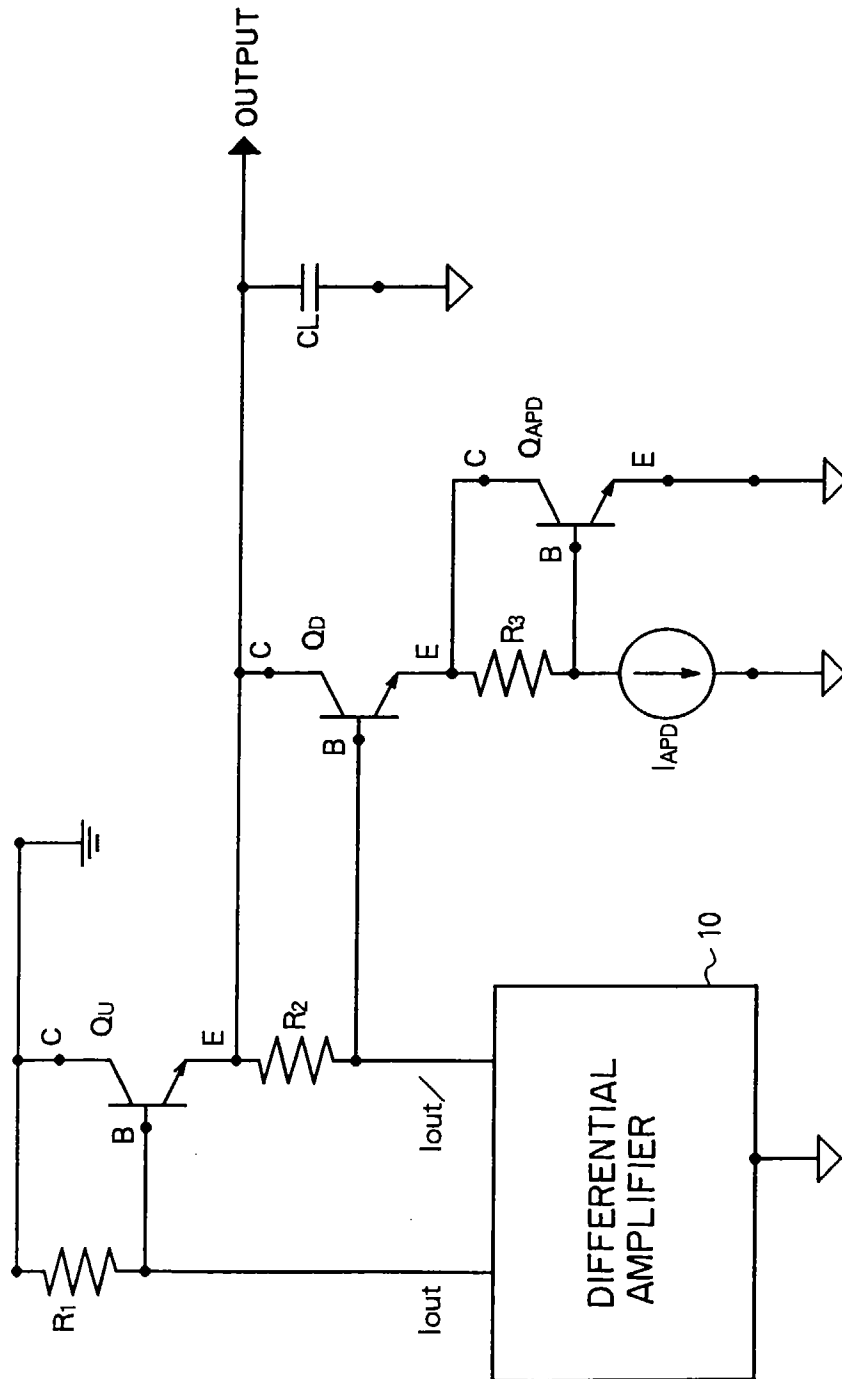 OUTPUT
CL
C
QU
B
E
R1
R2
C
QD
B
E
R3
C
QAPD
B
E
IAPD
Iout
Iout/
10
DIFFERENTIAL
AMPLIFIER